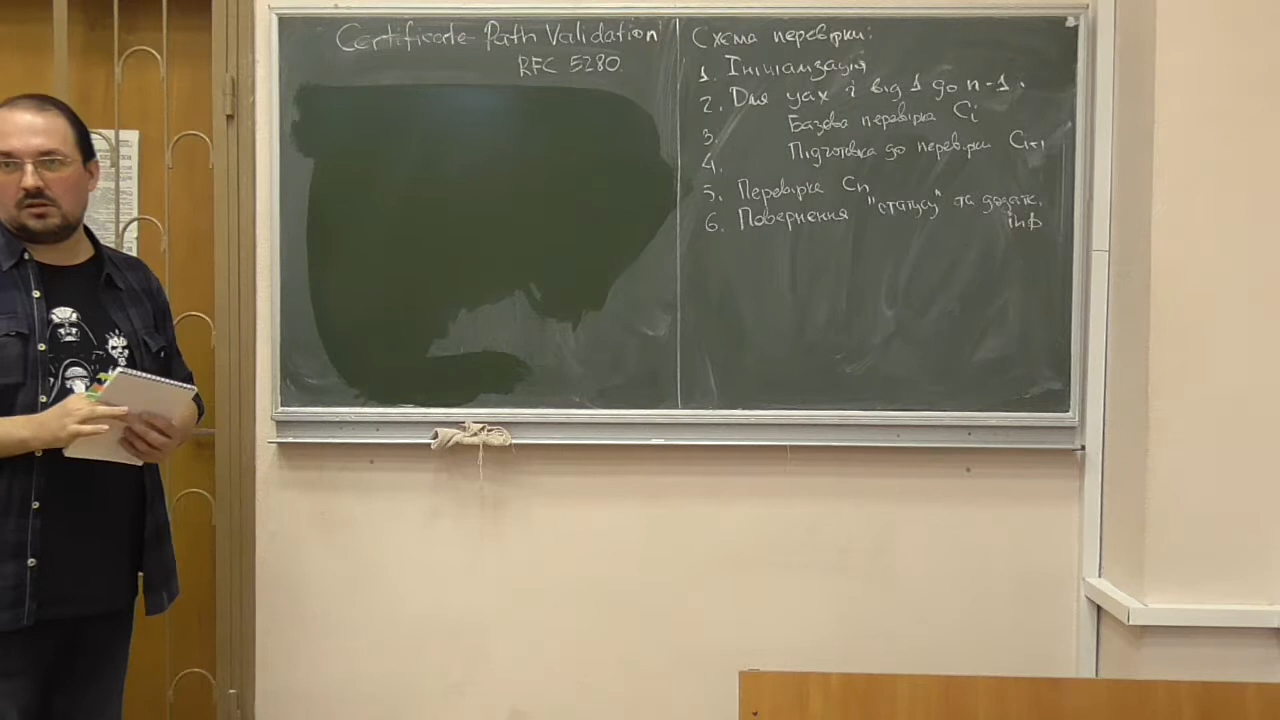 Certificate Path Validation
RFC 5280
Схема перевірки:
1. Ініціалізація
2. Для усіх i від 1 до n-1:
3. Базова перевірка Ci
4. Підготовка до перевірки Ci+1
5. Перевірка Cn
6. Повернення "статусу" та додатк.
інф